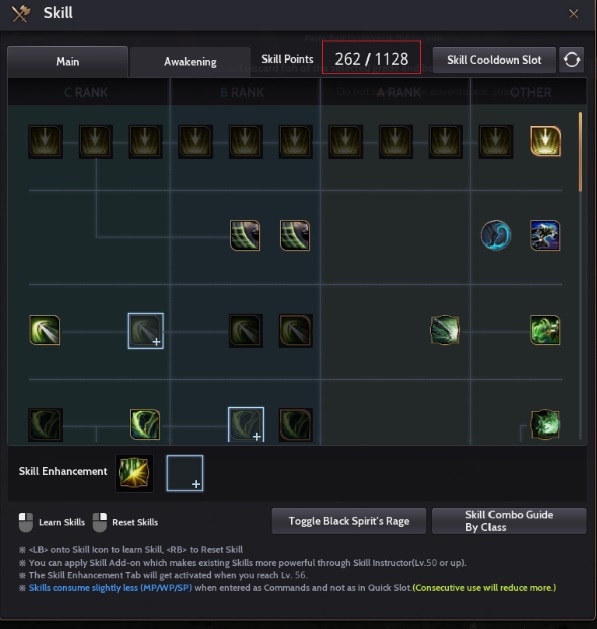 Skill
Main
Awakening
Skill Points
262 / 1128
Skill Cooldown Slot
C RANK
B RANK
A RANK
OTHER
Skill Enhancement
Learn Skills
Reset Skills
Toggle Black Spirit's Rage
Skill Combo Guide
By Class
※ <LB> onto Skill Icon to learn Skill, <RB> to Reset Skill
※ You can apply Skill Add-on which makes existing Skills more powerful through Skill Instructor(Lv.50 or up).
※ The Skill Enhancement Tab will get activated when you reach Lv. 56.
※ Skills consume slightly less (MP/WP/SP) when entered as Commands and not as in Quick Slot.(Consecutive use will reduce more.)